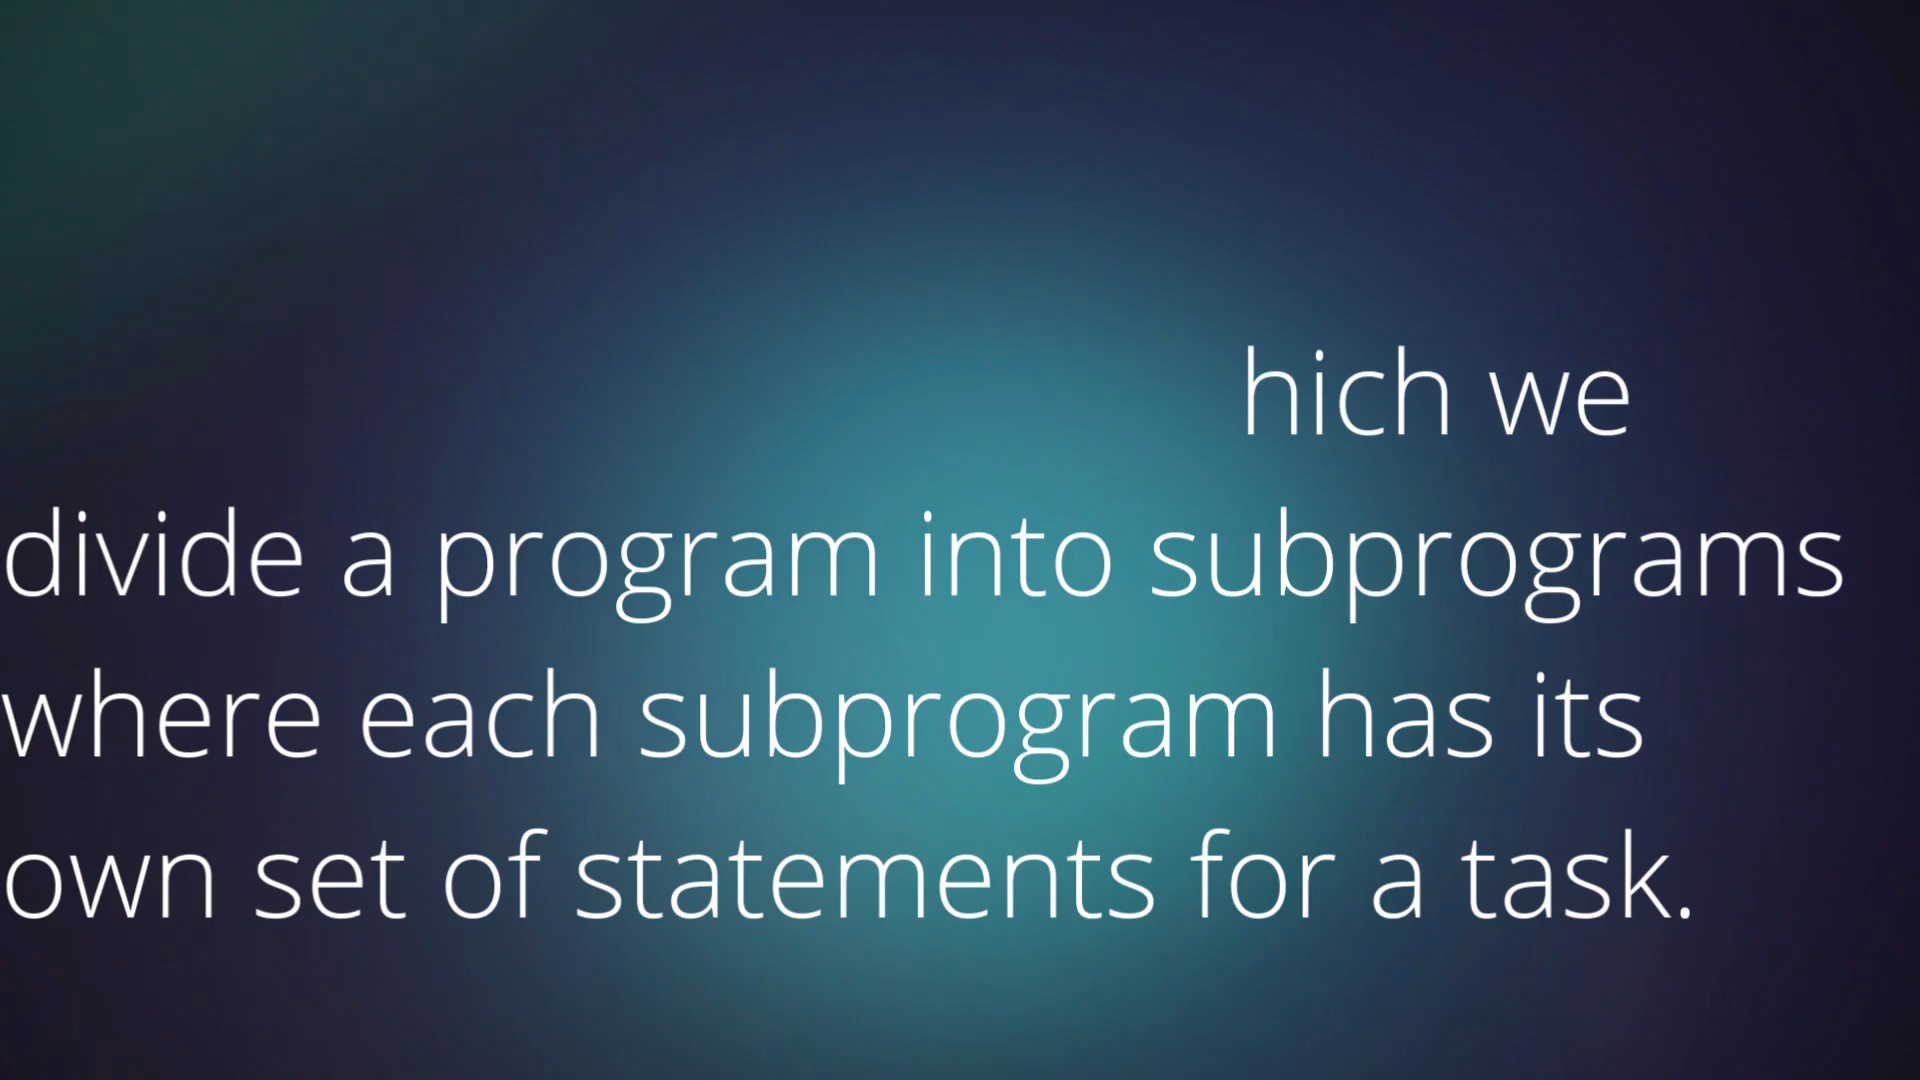 hich we
divide a program into subprograms
where each subprogram has its
own set of statements for a task.